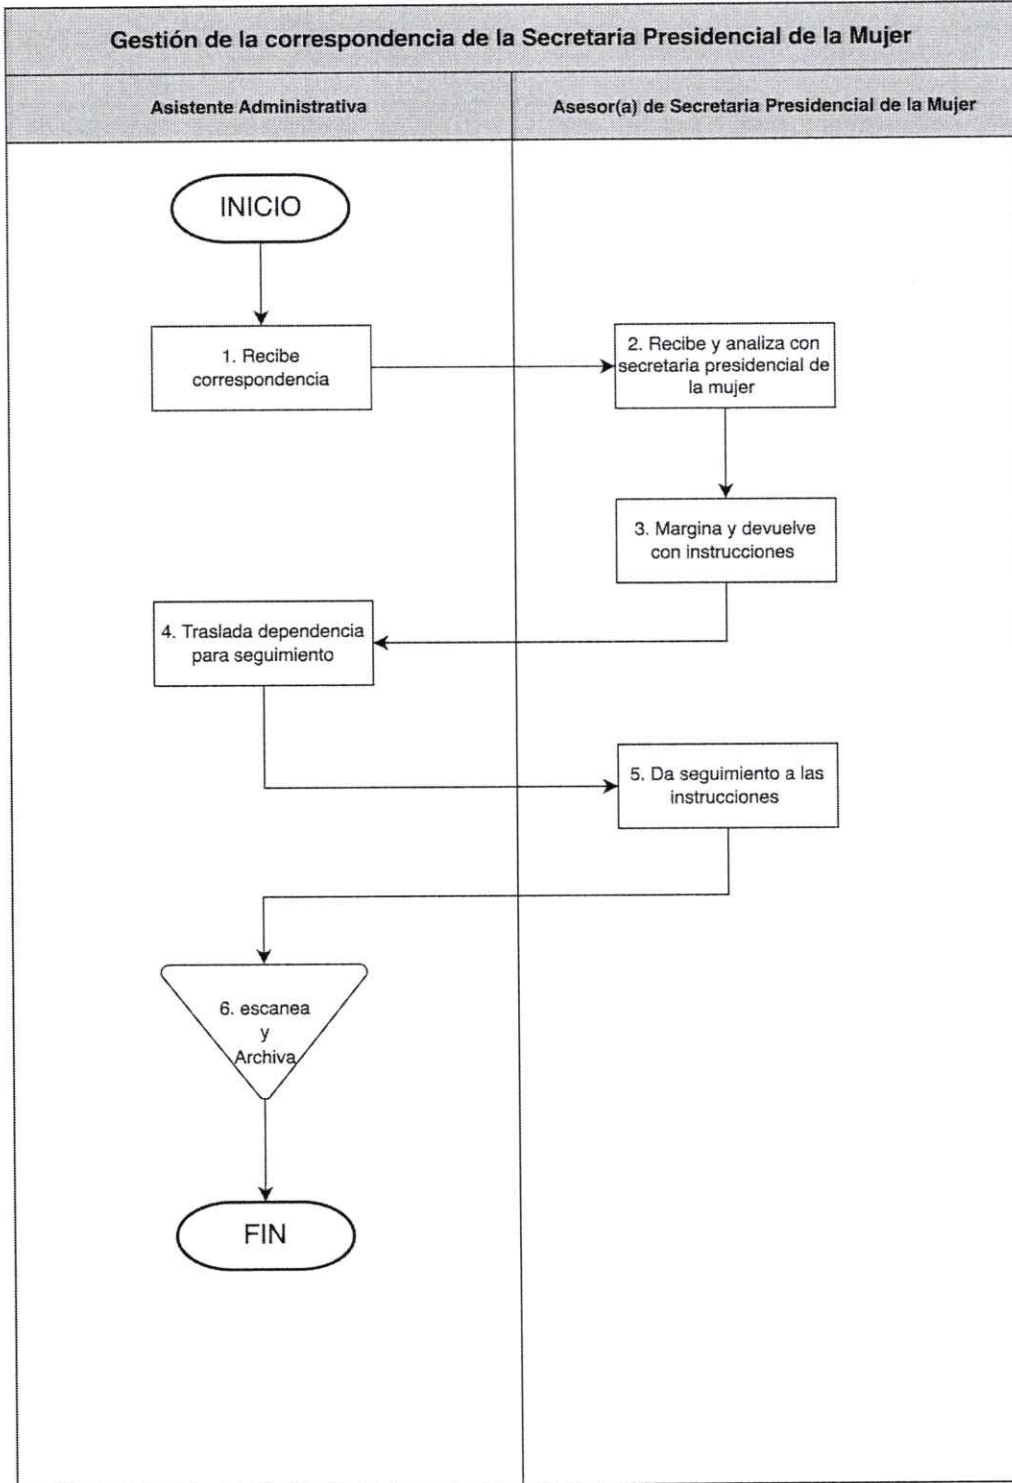 Gestión de la correspondencia de la Secretaria Presidencial de la Mujer
Asistente Administrativa
Asesor(a) de Secretaria Presidencial de la Mujer
INICIO
1. Recibe
correspondencia
2. Recibe y analiza con
secretaria presidencial de
la mujer
3. Margina y devuelve
con instrucciones
4. Traslada dependencia
para seguimiento
5. Da seguimiento a las
instrucciones
6. escanea
y
Archiva
FIN